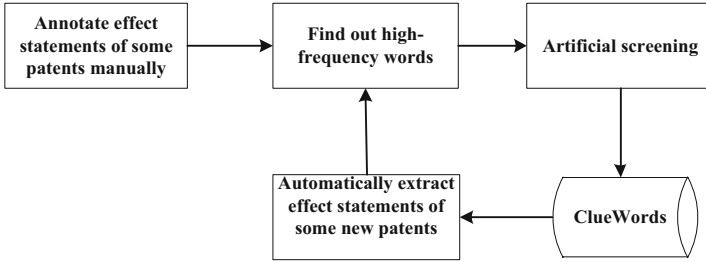 Annotate effect
statements of some
patents manually
Find out high-
frequency words
Artificial screening
Automatically extract
effect statements of
some new patents
ClueWords